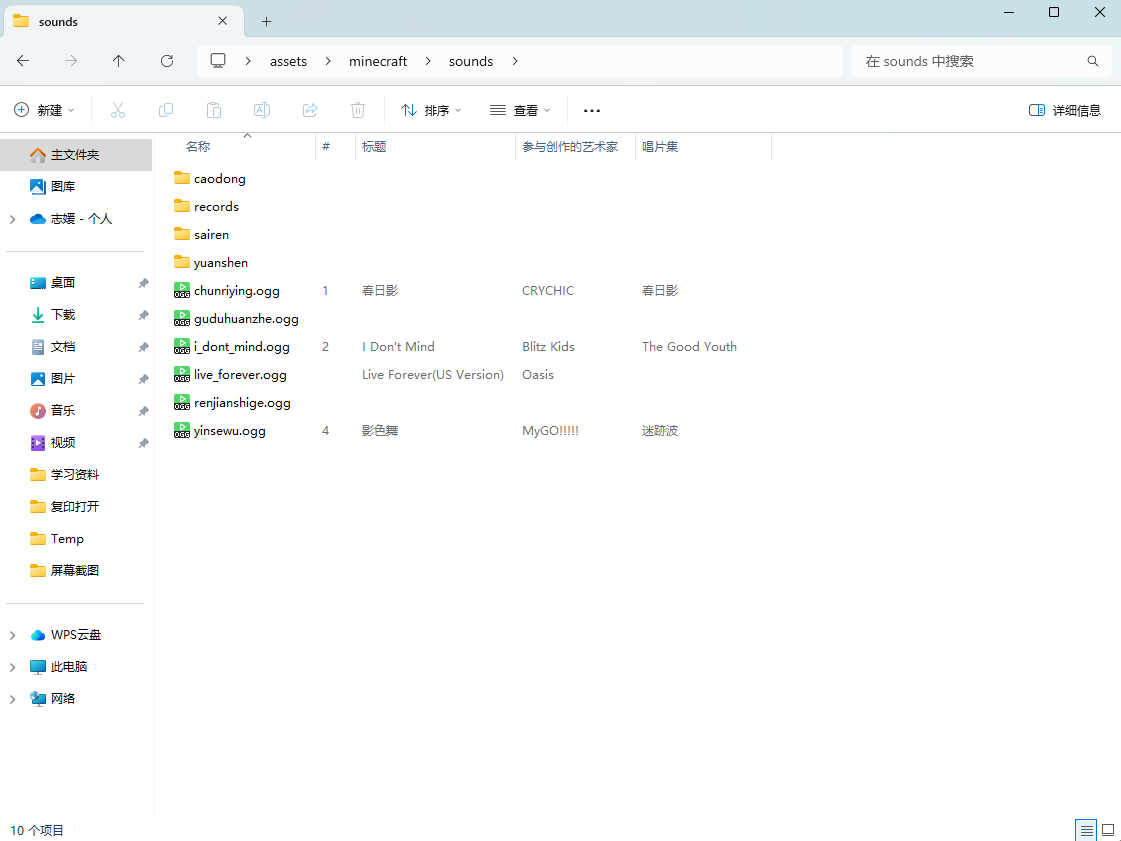 sounds
assets > minecraft > sounds >
在 sounds 中搜索
新建
排序
查看
详细信息
名称 # 标题 参与创作的艺术家 唱片集
主文件夹
图库
志媛 - 个人
桌面
下载
文档
图片
音乐
视频
学习资料
复印打开
Temp
屏幕截图
WPS云盘
此电脑
网络
caodong
records
sairen
yuanshen
OGG chunriying.ogg 1 春日影 CRYCHIC 春日影
OGG guduhuanzhe.ogg
OGG i_dont_mind.ogg 2 I Don't Mind Blitz Kids The Good Youth
OGG live_forever.ogg Live Forever(US Version) Oasis
OGG renjianshige.ogg
OGG yinsewu.ogg 4 影色舞 MyGO!!!!! 迷跡波
10 个项目